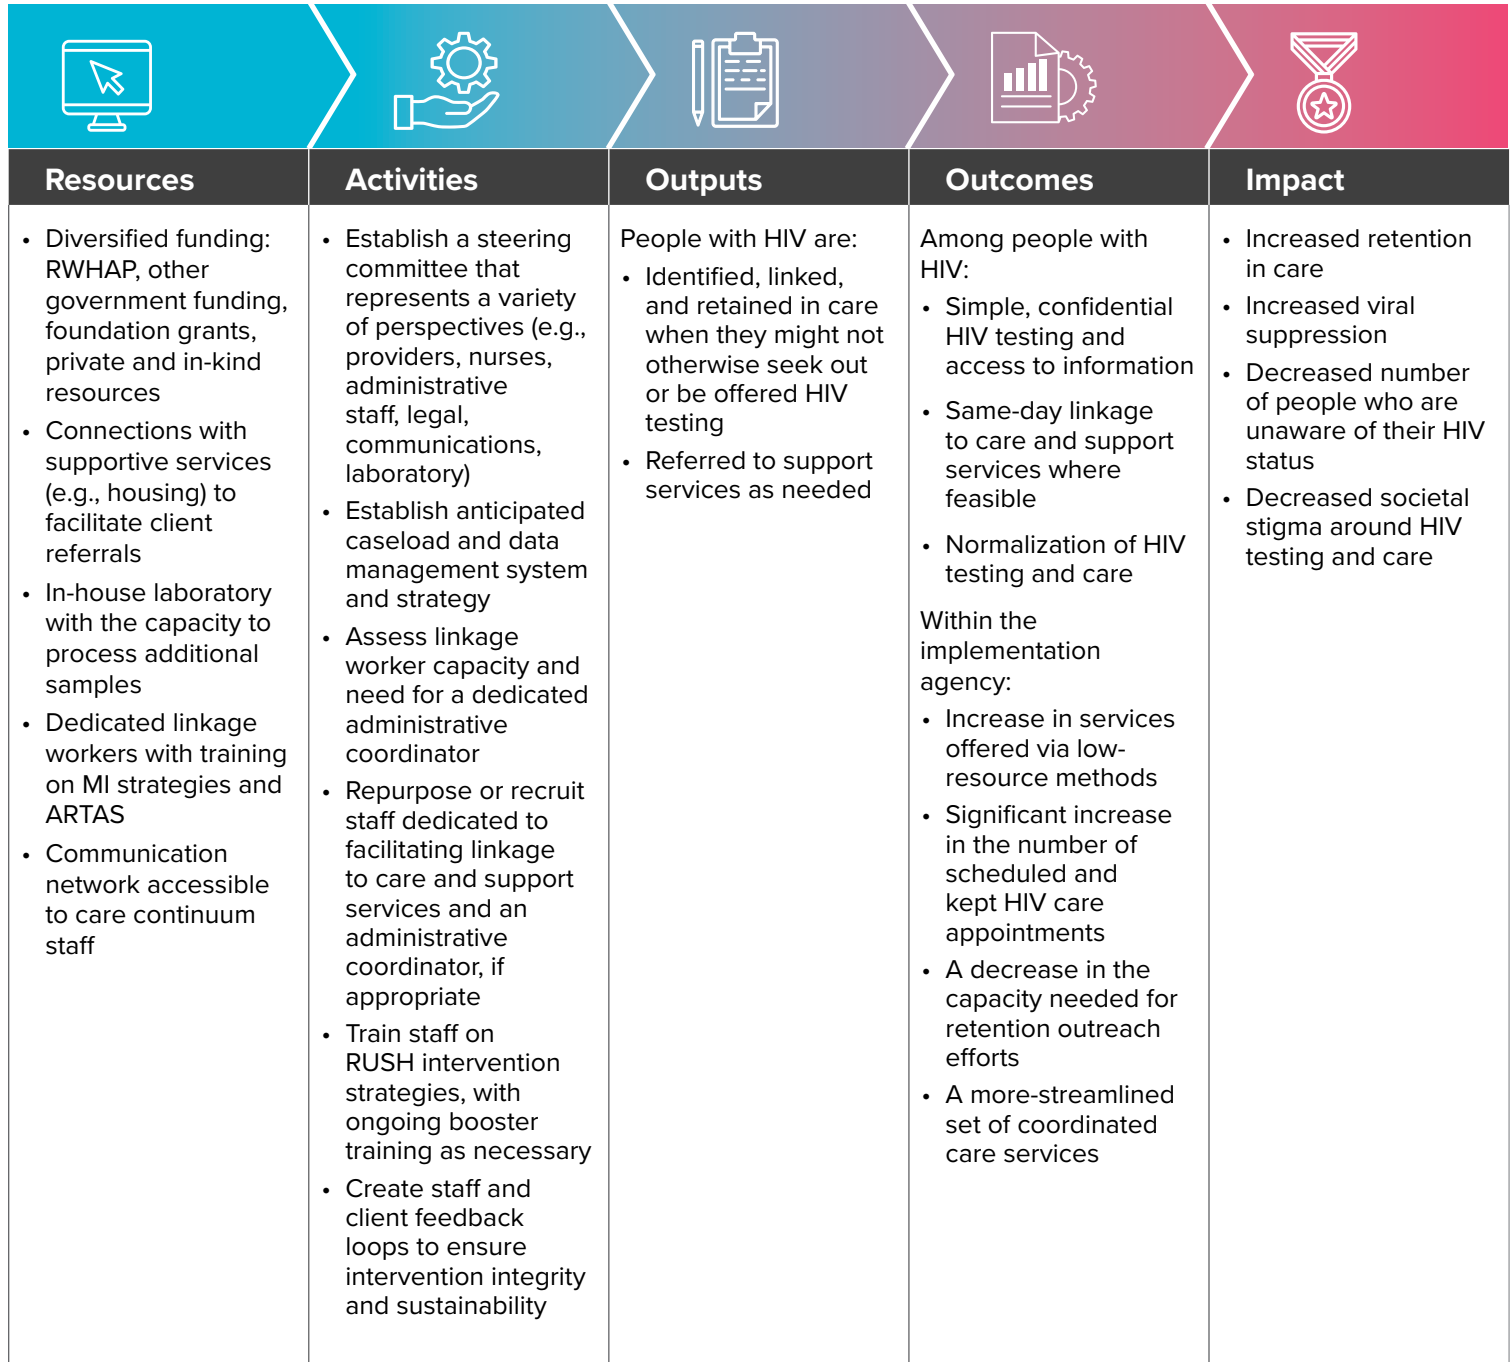 Resources
Activities
Outputs
Outcomes
Impact
• Diversified funding:
RWHAP, other
government funding,
foundation grants,
private and in-kind
resources
• Connections with
supportive services
(e.g., housing) to
facilitate client
referrals
• In-house laboratory
with the capacity to
process additional
samples
• Dedicated linkage
workers with training
on MI strategies and
ARTAS
• Communication
network accessible
to care continuum
staff
• Establish a steering
committee that
represents a variety
of perspectives (e.g.,
providers, nurses,
administrative
staff, legal,
communications,
laboratory)
• Establish anticipated
caseload and data
management system
and strategy
• Assess linkage
worker capacity and
need for a dedicated
administrative
coordinator
• Repurpose or recruit
staff dedicated to
facilitating linkage
to care and support
services and an
administrative
coordinator, if
appropriate
• Train staff on
RUSH intervention
strategies, with
ongoing booster
training as necessary
• Create staff and
client feedback
loops to ensure
intervention integrity
and sustainability
People with HIV are:
• Identified, linked,
and retained in care
when they might not
otherwise seek out
or be offered HIV
testing
• Referred to support
services as needed
Among people with
HIV:
• Simple, confidential
HIV testing and
access to information
• Same-day linkage
to care and support
services where
feasible
• Normalization of HIV
testing and care
Within the
implementation
agency:
• Increase in services
offered via low-
resource methods
• Significant increase
in the number of
scheduled and
kept HIV care
appointments
• A decrease in the
capacity needed for
retention outreach
efforts
• A more-streamlined
set of coordinated
care services
• Increased retention
in care
• Increased viral
suppression
• Decreased number
of people who are
unaware of their HIV
status
• Decreased societal
stigma around HIV
testing and care